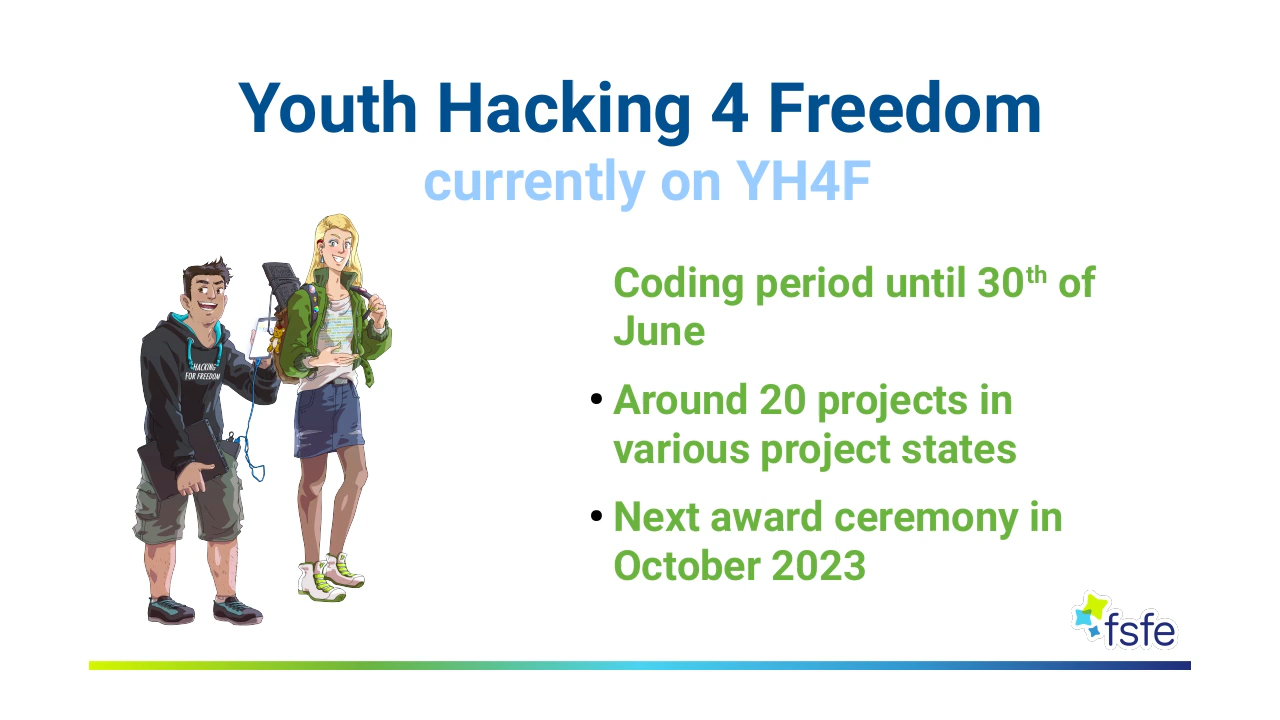 Youth Hacking 4 Freedom
currently on YH4F
Coding period until 30th of
June
• Around 20 projects in
various project states
• Next award ceremony in
October 2023
HACKING
FOR FREEDOM
fsfe